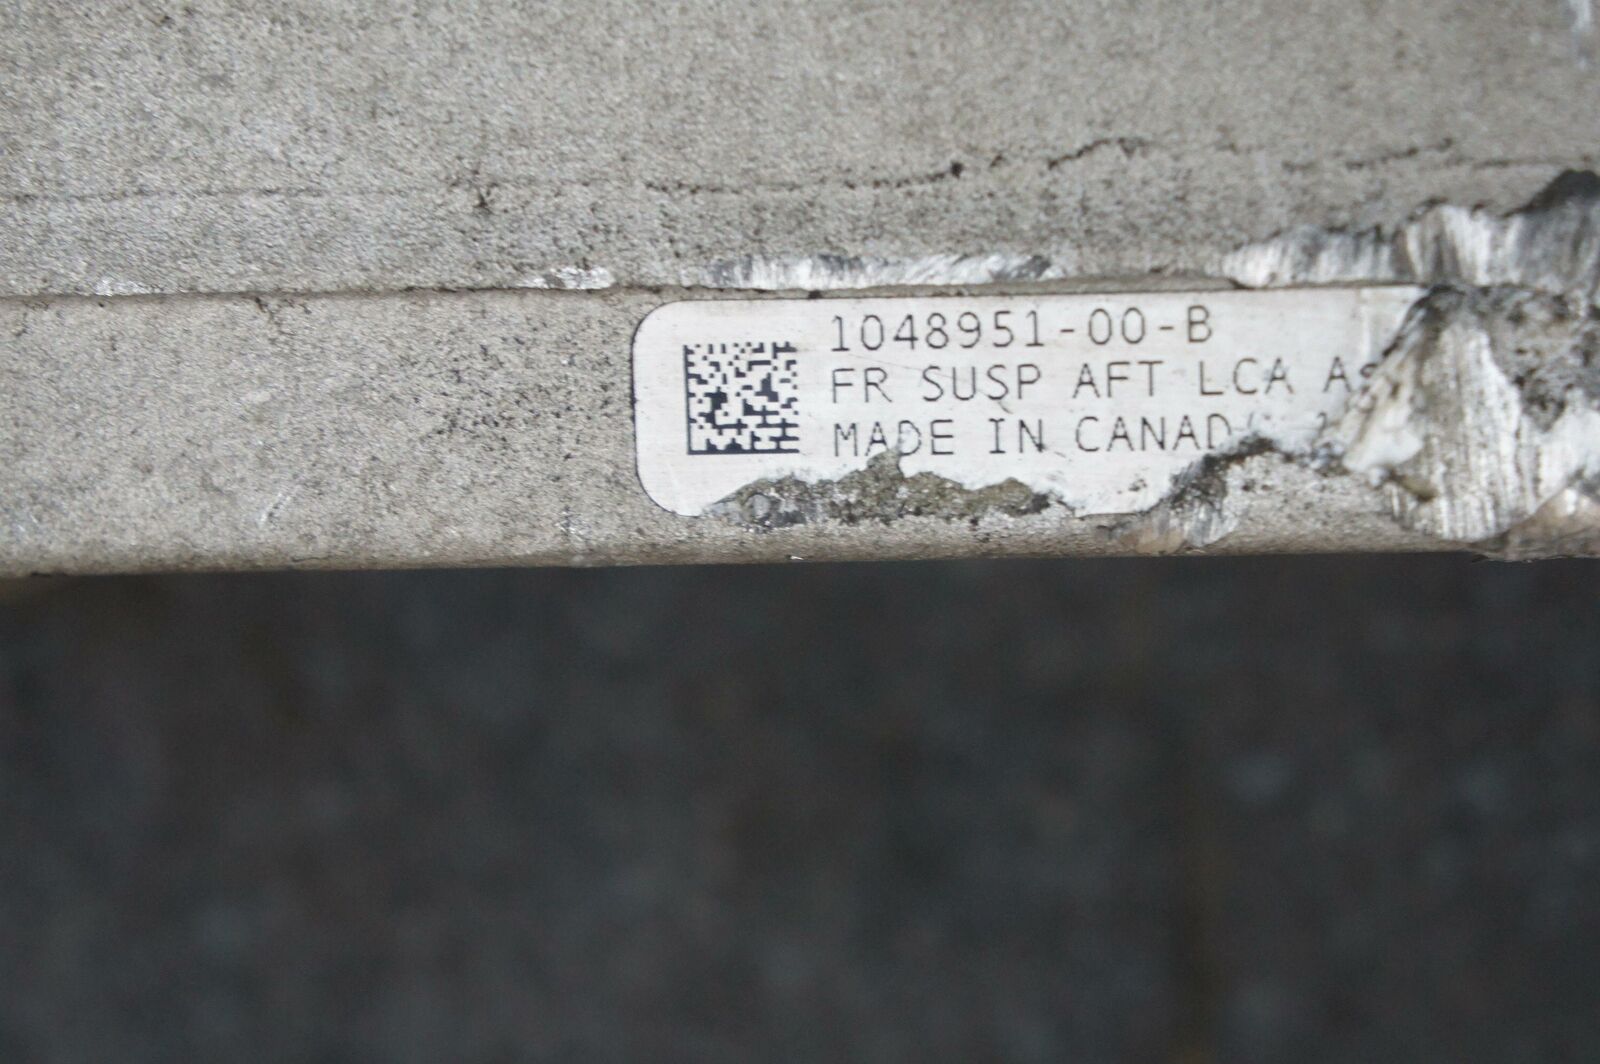 1048951-00-B
FR SUSP AFT LCA
MADE IN